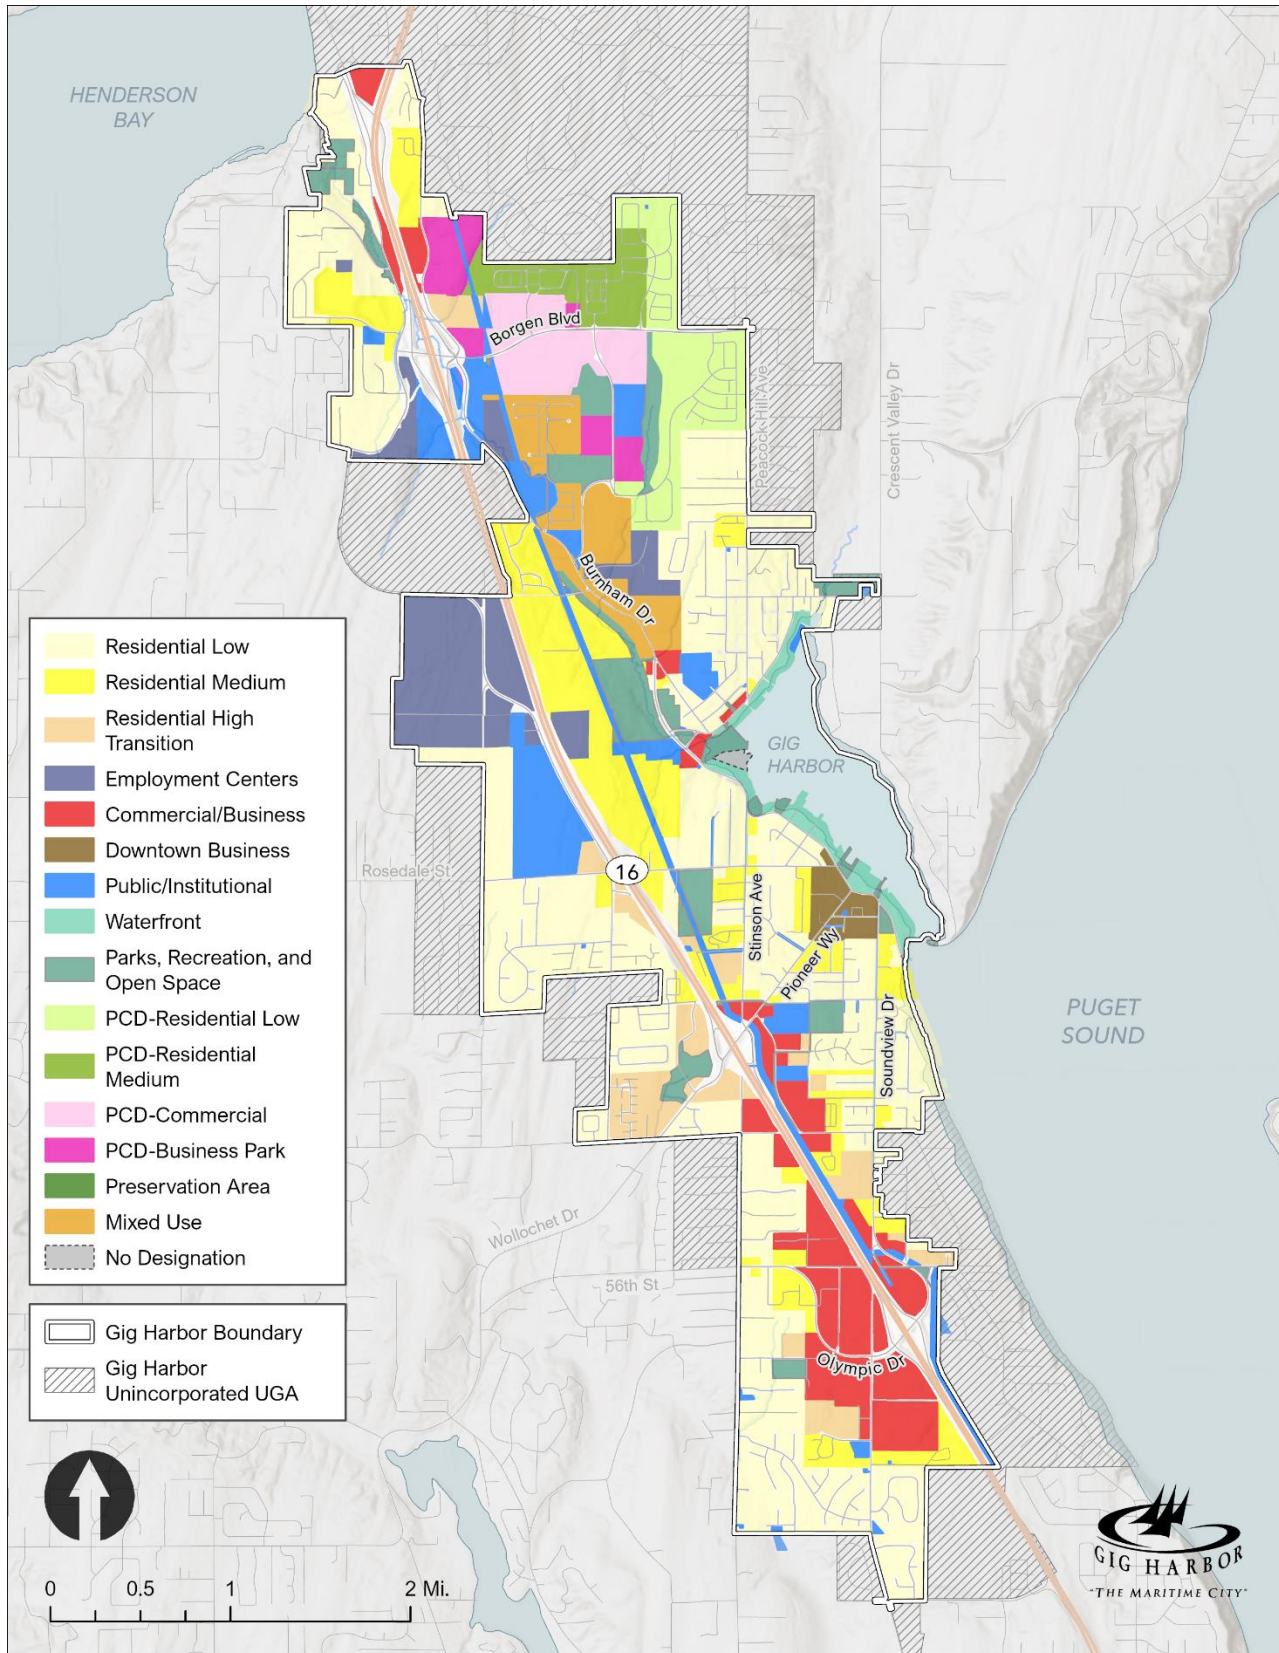 HENDERSON
BAY
Borgen Blvd
Peacock Hill Ave
Crescent Valley Dr
Burnham Dr
GIG
HARBOR
Rosedale St
16
Stinson Ave
Pioneer Wy
Soundview Dr
PUGET
SOUND
Wollochet Dr
56th St
Olympic Dr
Residential Low
Residential Medium
Residential High
Transition
Employment Centers
Commercial/Business
Downtown Business
Public/Institutional
Waterfront
Parks, Recreation, and
Open Space
PCD-Residential Low
PCD-Residential
Medium
PCD-Commercial
PCD-Business Park
Preservation Area
Mixed Use
No Designation
Gig Harbor Boundary
Gig Harbor
Unincorporated UGA
0 0.5 1 2 Mi.
GIG HARBOR
"THE MARITIME CITY"